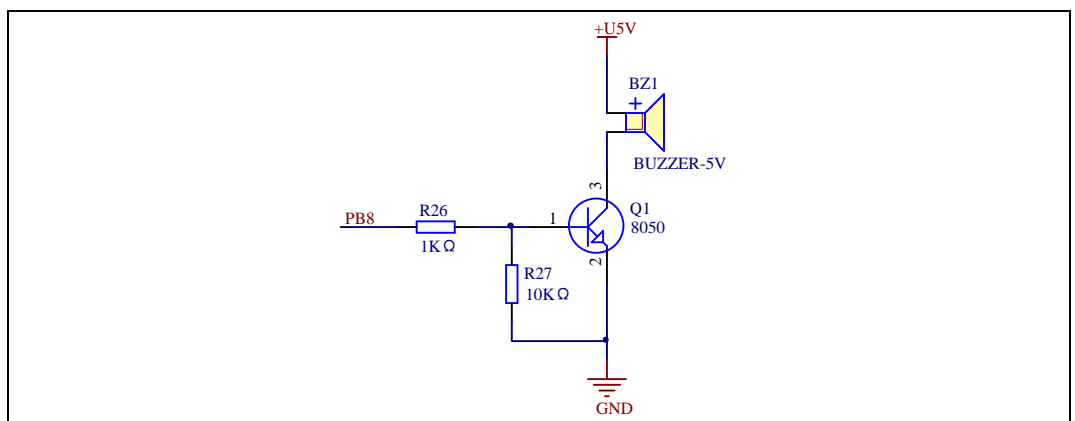 +U5V
BZ1
+
BUZZER-5V
3
Q1
8050
PB8
R26
1KΩ
1
2
R27
10KΩ
GND